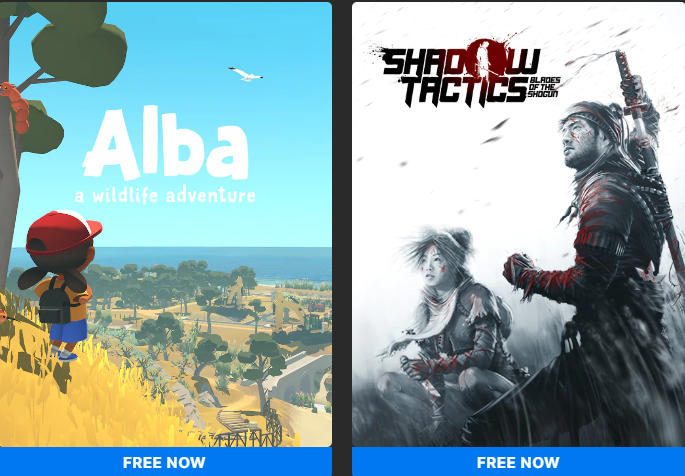 Alba
a wildlife adventure
FREE NOW
SHADOW
TACTICS
BLADES
OF THE
SHOGUN
FREE NOW